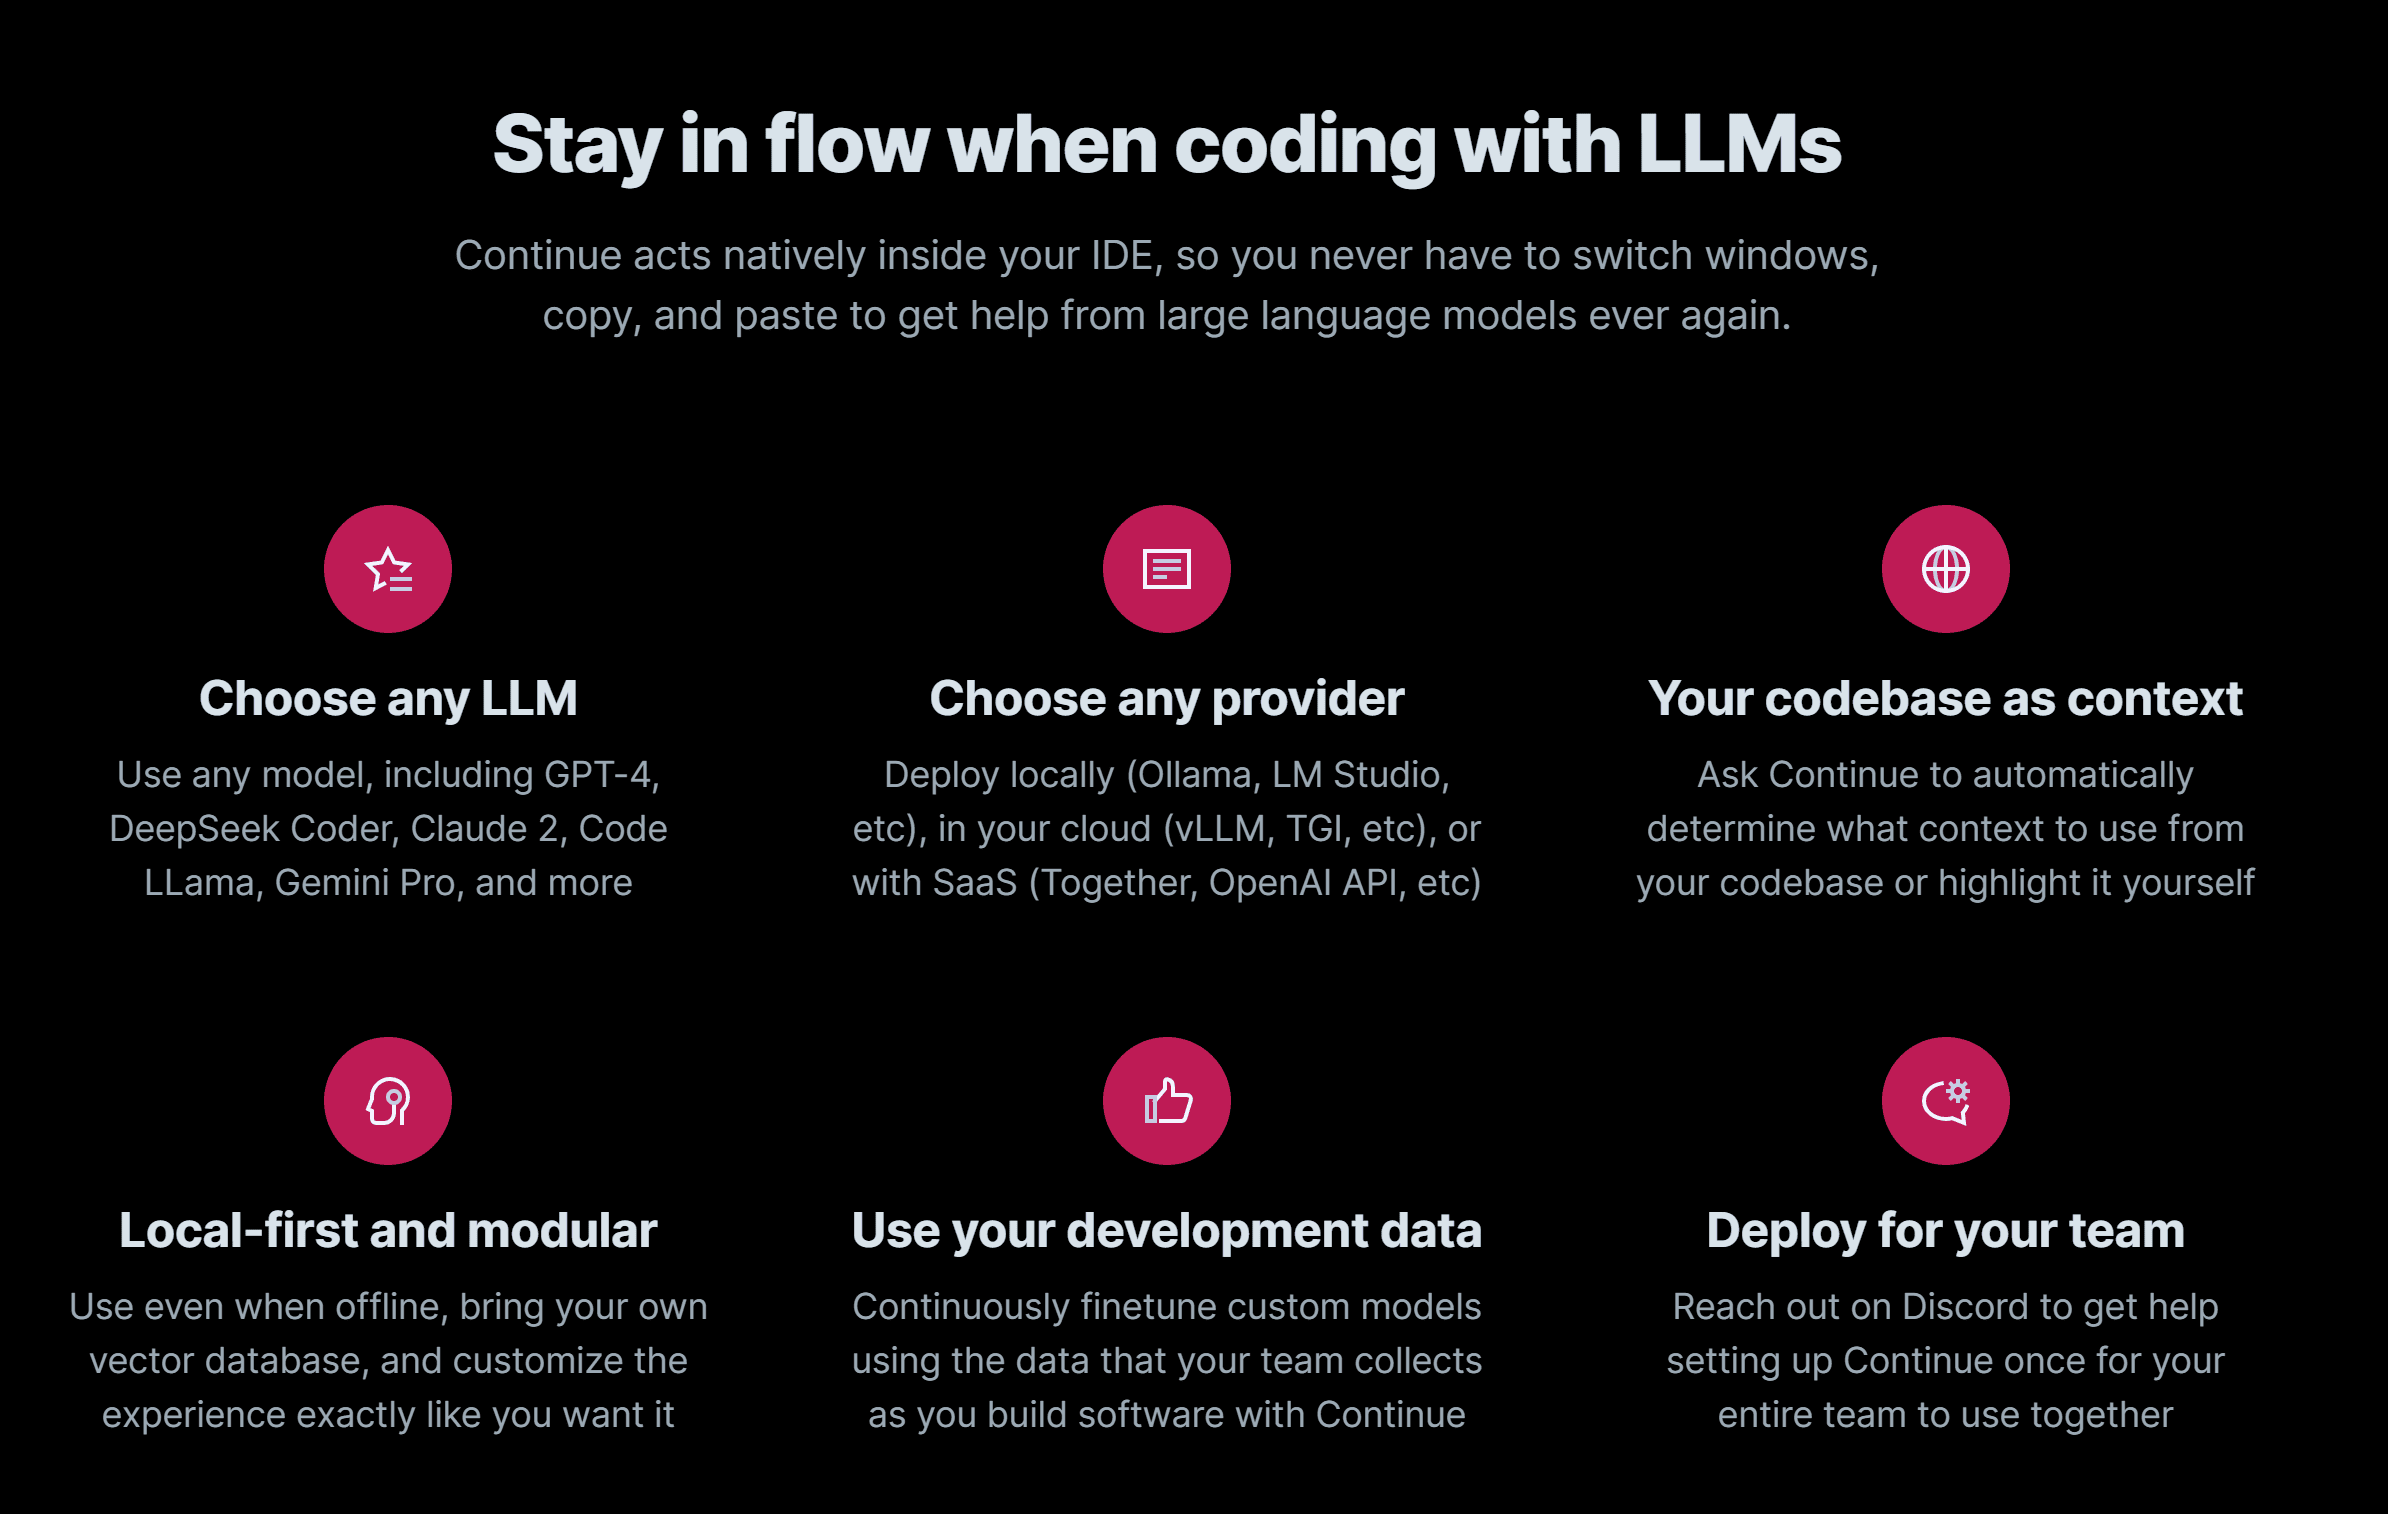 Stay in flow when coding with LLMs
Continue acts natively inside your IDE, so you never have to switch windows,
copy, and paste to get help from large language models ever again.
Choose any LLM
Use any model, including GPT-4,
DeepSeek Coder, Claude 2, Code
LLama, Gemini Pro, and more
Choose any provider
Deploy locally (Ollama, LM Studio,
etc), in your cloud (vLLM, TGI, etc), or
with SaaS (Together, OpenAI API, etc)
Your codebase as context
Ask Continue to automatically
determine what context to use from
your codebase or highlight it yourself
Local-first and modular
Use even when offline, bring your own
vector database, and customize the
experience exactly like you want it
Use your development data
Continuously finetune custom models
using the data that your team collects
as you build software with Continue
Deploy for your team
Reach out on Discord to get help
setting up Continue once for your
entire team to use together